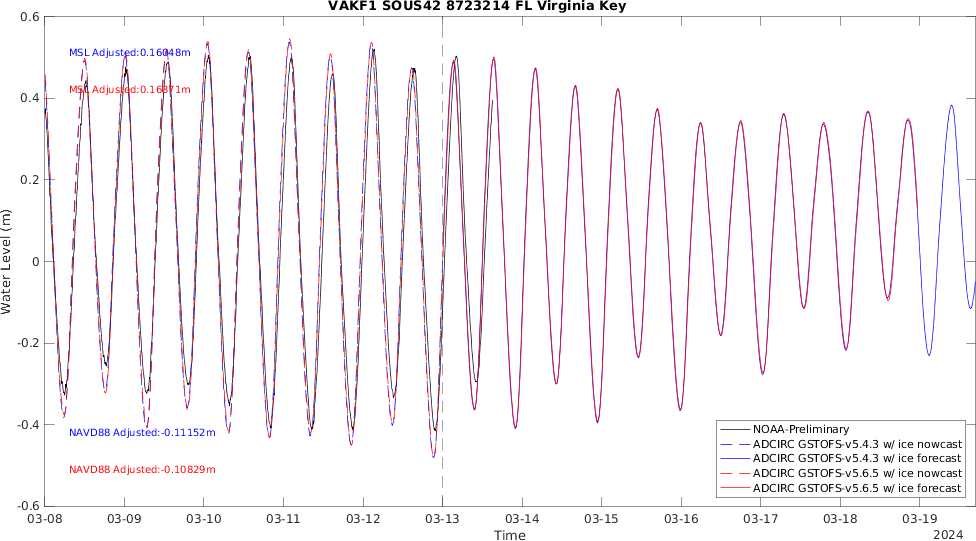 VAKF1 SOUS42 8723214 FL Virginia Key
0.6
0.4
0.2
0
-0.2
-0.4
-0.6
Water Level (m)
MSL Adjusted:0.16048m
MSL Adjusted:0.16371m
NAVD88 Adjusted:-0.11152m
NAVD88 Adjusted:-0.10829m
NOAA-Preliminary
ADCIRC GSTOFS-v5.4.3 w/ ice nowcast
ADCIRC GSTOFS-v5.4.3 w/ ice forecast
ADCIRC GSTOFS-v5.6.5 w/ ice nowcast
ADCIRC GSTOFS-v5.6.5 w/ ice forecast
03-08 03-09 03-10 03-11 03-12 03-13 03-14 03-15 03-16 03-17 03-18 03-19
Time
2024